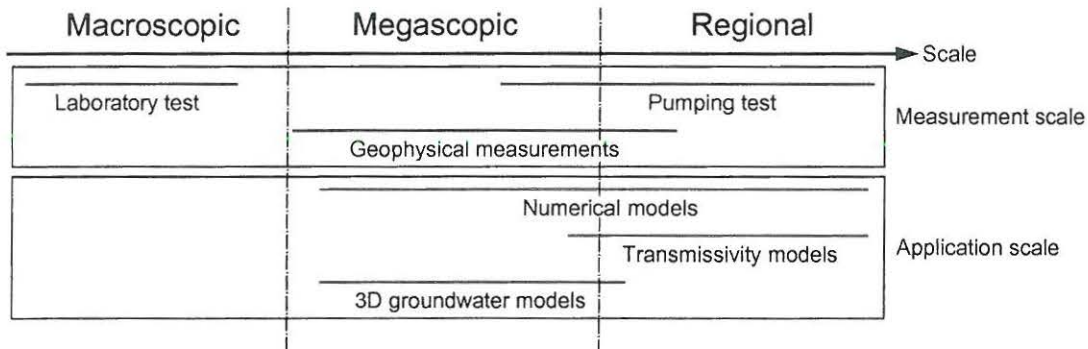 Macroscopic Megascopic Regional
Scale
Laboratory test Pumping test
Measurement scale
Geophysical measurements
Numerical models
Transmissivity models
Application scale
3D groundwater models